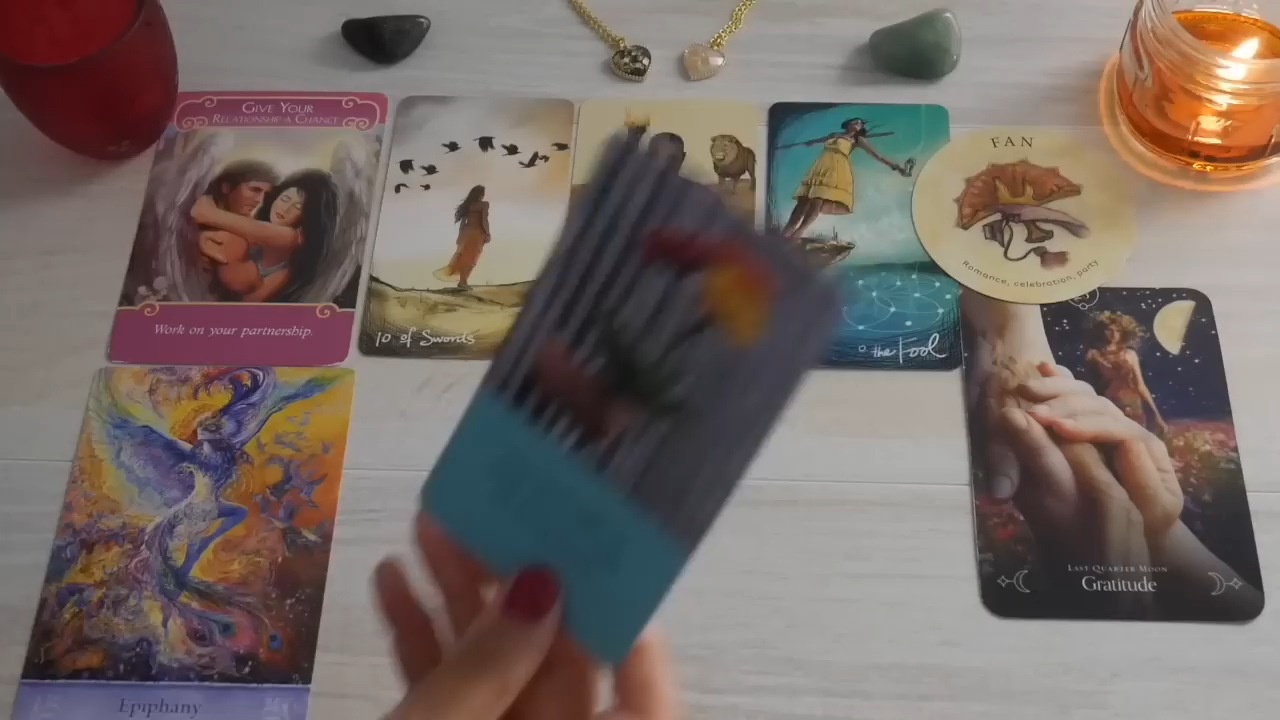 GIVE YOUR
RELATIONSHIP A CHANCE
Work on your partnership.
10 of Swords
0 the Fool
FAN
Romance, celebration, party
LAST QUARTER MOON
Gratitude
Epiphany